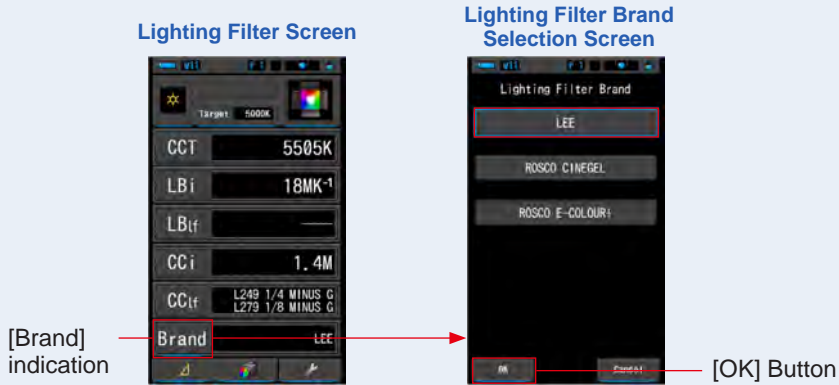 Lighting Filter Screen
Lighting Filter Brand
Selection Screen
Target 5000K
CCT 5505K
LBi 18MK-1
LBlf
CCi 1.4M
CClf L249 1/4 MINUS G
L279 1/8 MINUS G
Brand LEE
Lighting Filter Brand
LEE
ROSCO CINEGEL
ROSCO E-COLOUR+
OK Cancel
[Brand]
indication
[OK] Button